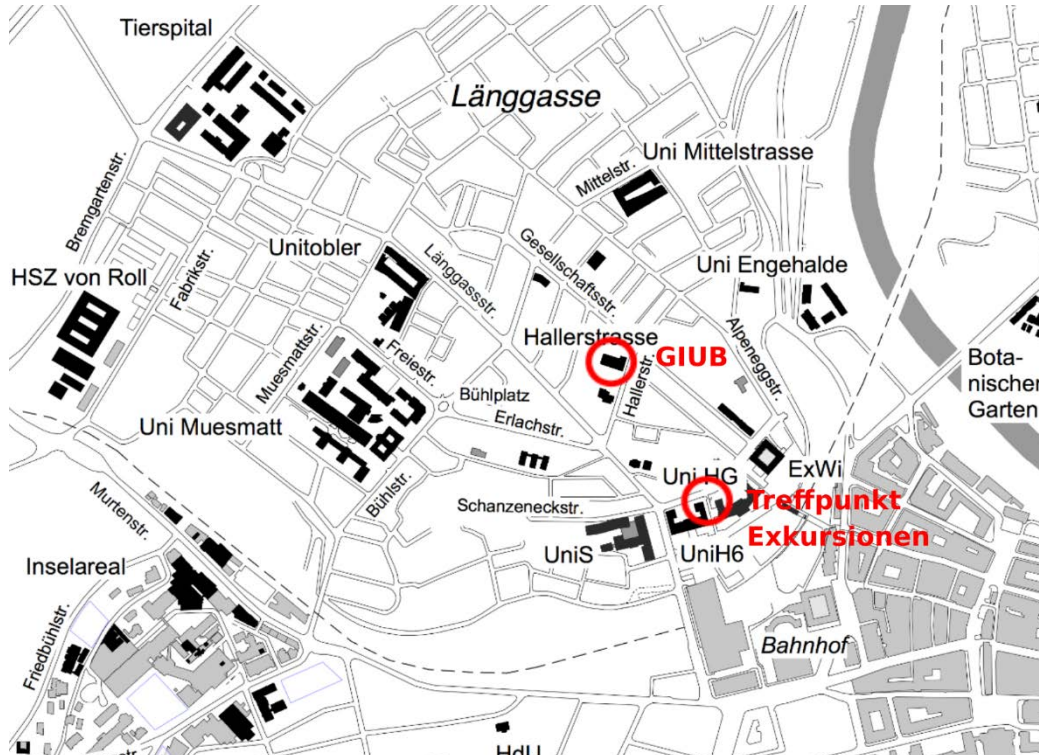 Tierspital
Länggasse
Uni Mittelstrasse
Mittelstr.
Bremgartenstr.
Unitobler
Länggassstr.
Gesellschaftsstr.
Uni Engehalde
HSZ von Roll
Fabrikstr.
Hallerstrasse
GIUB
Muesmattstr.
Freiestr.
Hallerstr.
Alpeneggstr.
Bota-
nischer
Garten
Bühlplatz
Erlachstr.
Uni Muesmatt
Bühlstr.
Uni HG
ExWi
Treffpunkt
Exkursionen
Murtenstr.
Schanzeneckstr.
UniS
UniH6
Inselareal
Friedbühlstr.
Bahnhof
HdU